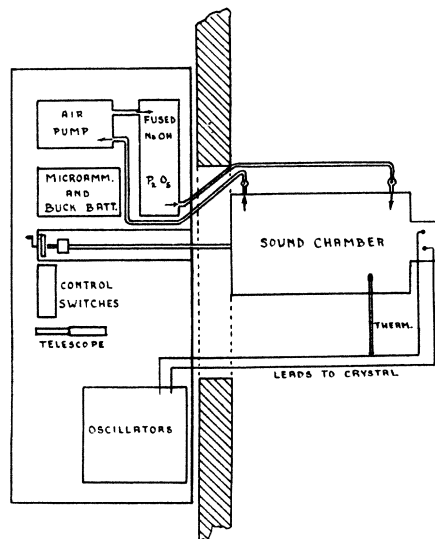 AIR
PUMP
FUSED
NaOH
P₂O₅
MICROAMM.
AND
BUCK BATT.
SOUND CHAMBER
CONTROL
SWITCHES
THERM.
TELESCOPE
LEADS TO CRYSTAL
OSCILLATORS